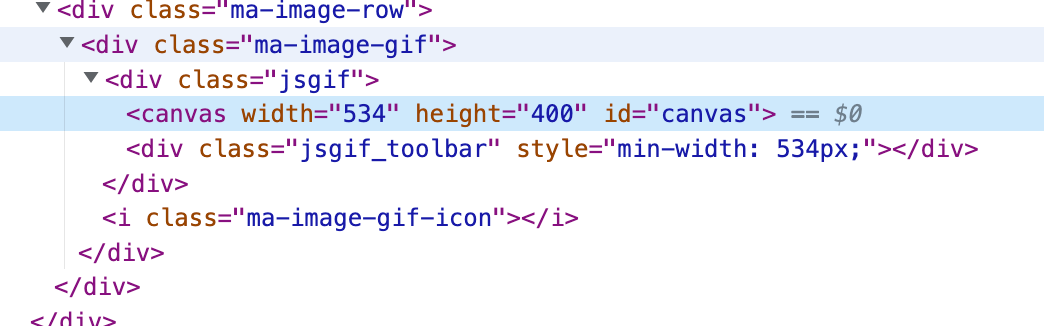 ▼<div class="ma-image-row">
▼<div class="ma-image-gif">
▼<div class="jsgif">
<canvas width="534" height="400" id="canvas"> == $0
<div class="jsgif_toolbar" style="min-width: 534px;"></div>
</div>
<i class="ma-image-gif-icon"></i>
</div>
</div>
</div>